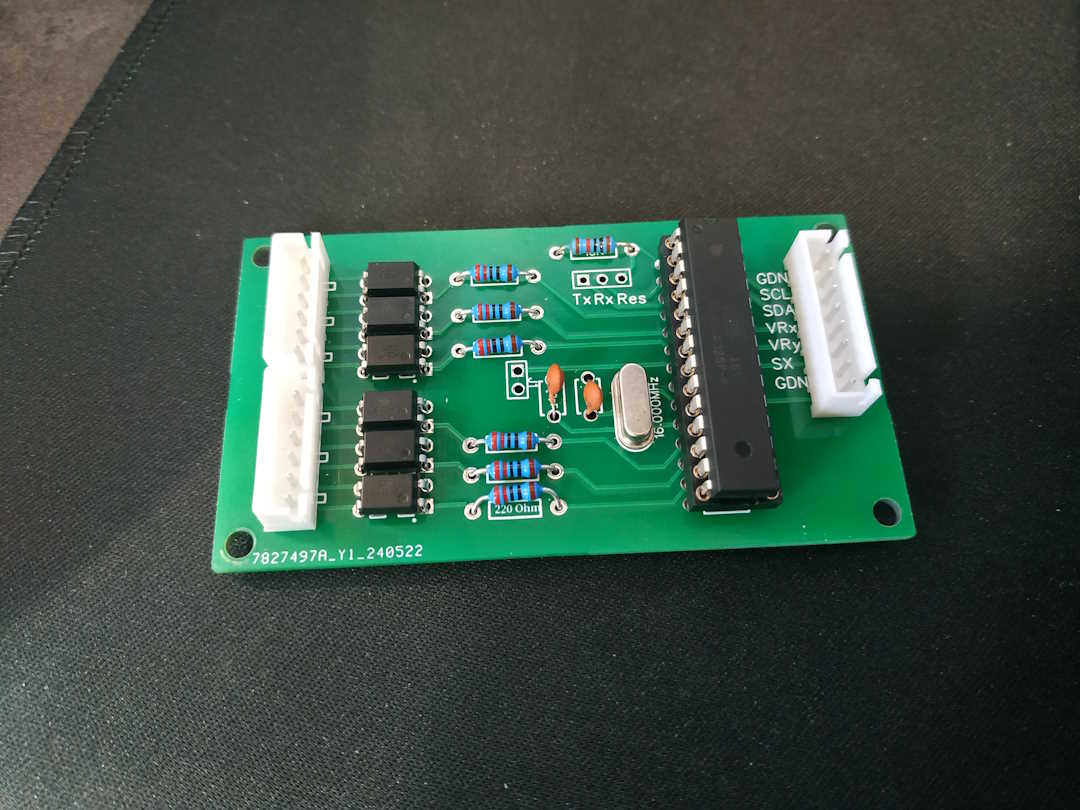 Tx Rx Res
GDN
SCL
SDA
VRx
VRy
SX
GDN
16.000MHz
220 Ohm
7827497A_Y1_240522